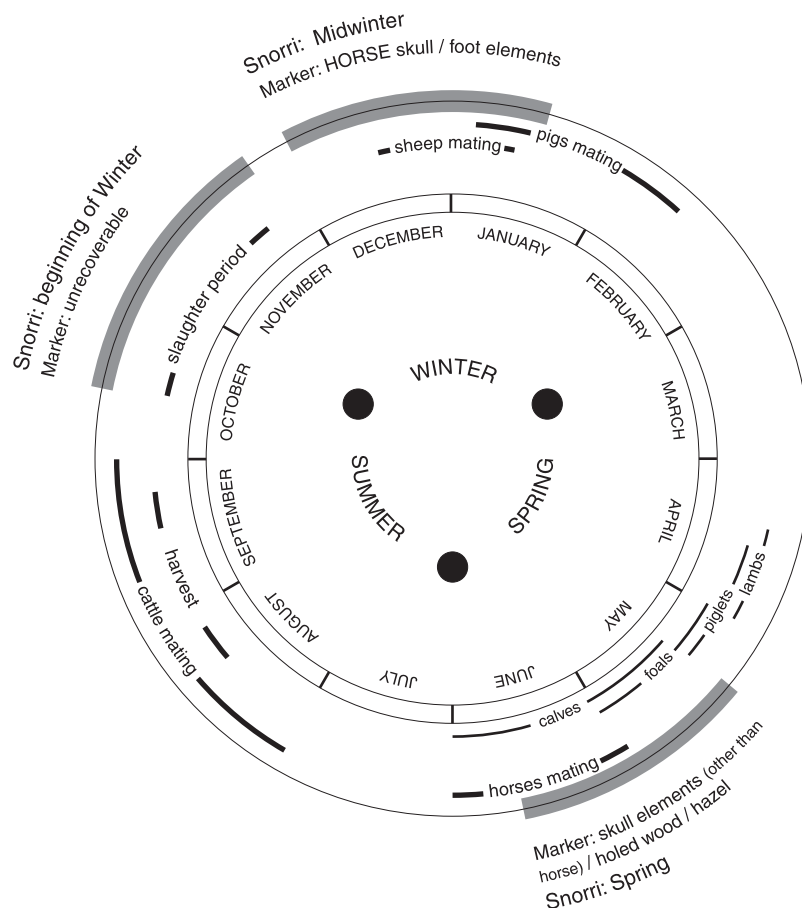 Snorri: Midwinter
Marker: HORSE skull / foot elements
sheep mating
pigs mating
Snorri: beginning of Winter
Marker: unrecoverable
slaughter period
DECEMBER
JANUARY
NOVEMBER
FEBRUARY
OCTOBER
MARCH
WINTER
SUMMER
SPRING
SEPTEMBER
APRIL
AUGUST
MAY
JULY
JUNE
harvest
cattle mating
lambs
piglets
foals
calves
horses mating
Marker: skull elements (other than
horse) / holed wood / hazel
Snorri: Spring